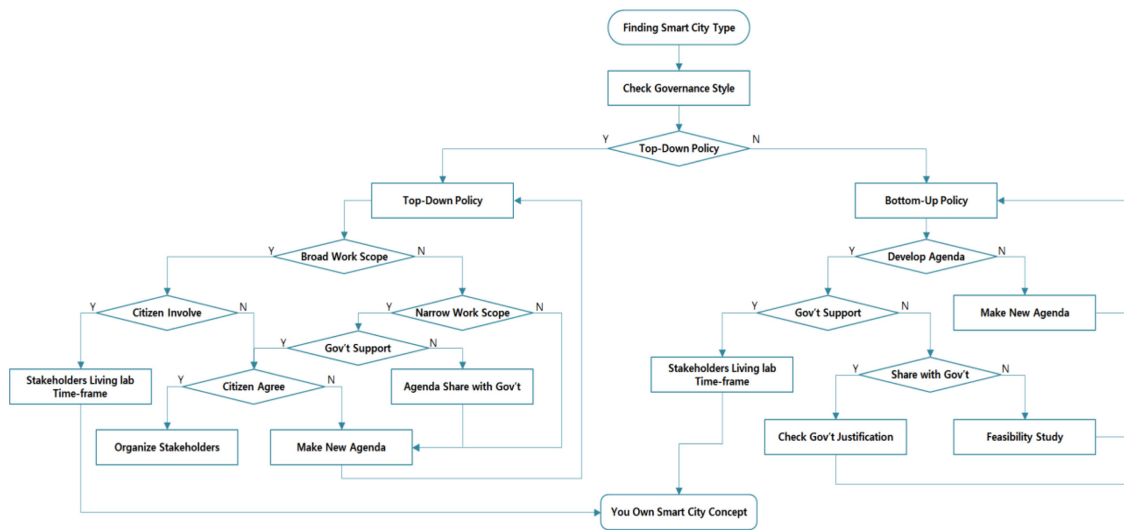 Finding Smart City Type
Check Governance Style
Y
N
Top-Down Policy
Top-Down Policy
Bottom-Up Policy
Y
N
Broad Work Scope
Y
N
Develop Agenda
Y
N
Citizen Involve
Y
N
Narrow Work Scope
Y
N
Gov't Support
Make New Agenda
Y
N
Gov't Support
Stakeholders Living lab
Time-frame
Y
N
Citizen Agree
Agenda Share with Gov't
Stakeholders Living lab
Time-frame
Y
N
Share with Gov't
Organize Stakeholders
Make New Agenda
Check Gov't Justification
Feasibility Study
You Own Smart City Concept